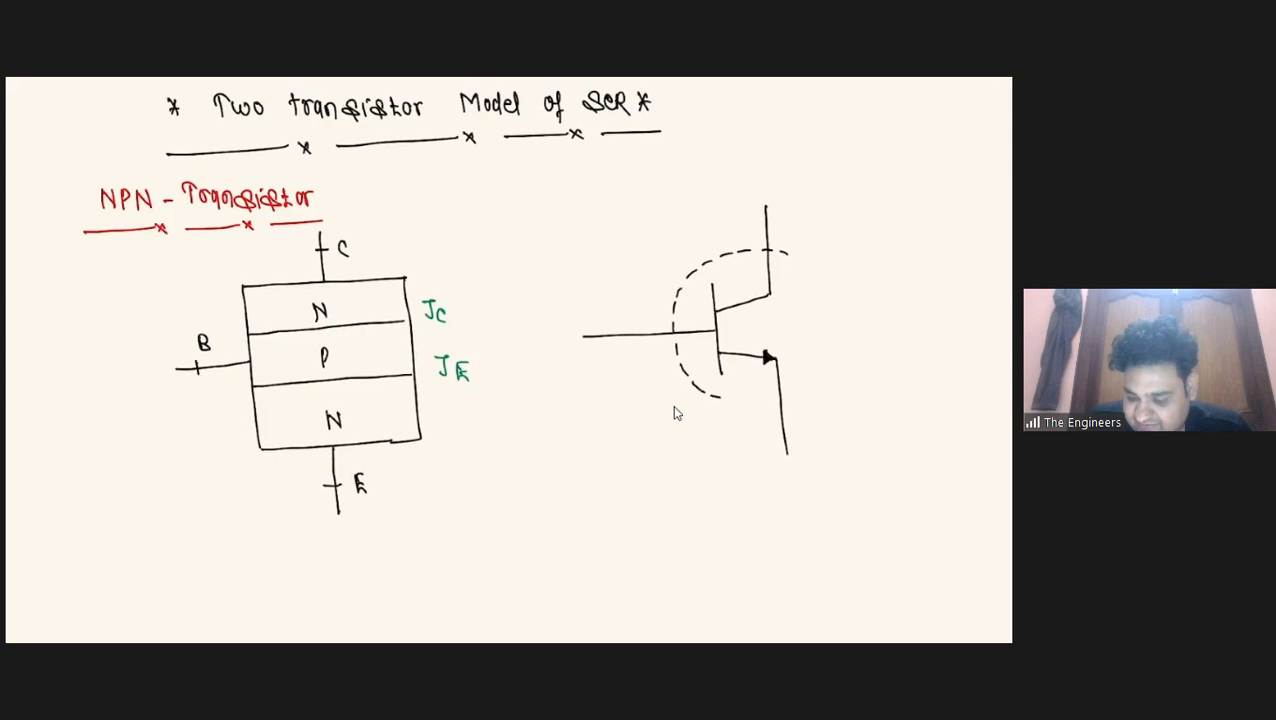 * Two transistor Model of SCR *
NPN - Transistor
C
N
JC
B
P
JE
N
E
The Engineers